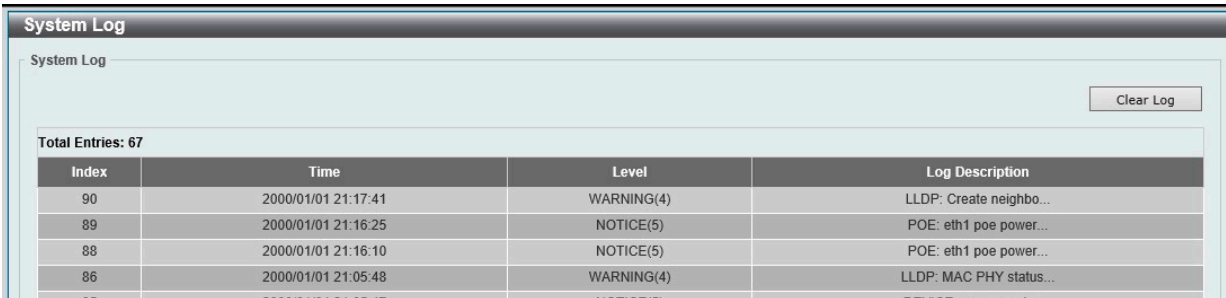 System Log
System Log
Clear Log
Total Entries: 67
Index Time Level Log Description
90 2000/01/01 21:17:41 WARNING(4) LLDP: Create neighbo...
89 2000/01/01 21:16:25 NOTICE(5) POE: eth1 poe power...
88 2000/01/01 21:16:10 NOTICE(5) POE: eth1 poe power...
86 2000/01/01 21:05:48 WARNING(4) LLDP: MAC PHY status...